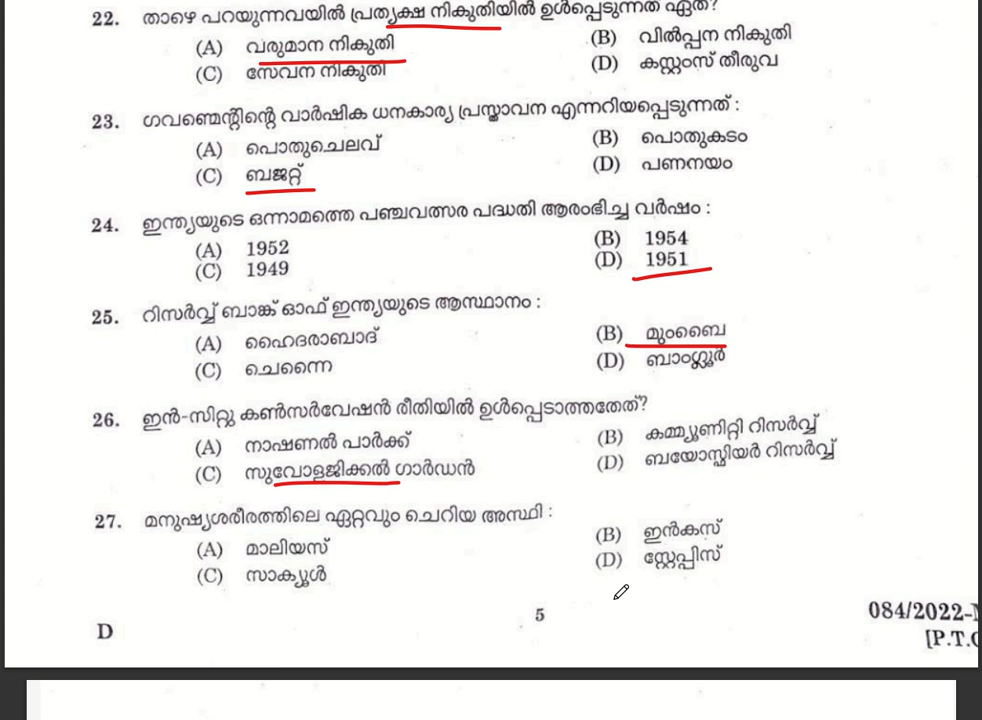 22. താഴെ പറയുന്നവയിൽ പ്രത്യക്ഷ നികുതിയിൽ ഉൾപ്പെടുന്നത് ഏത്?
(A) വരുമാന നികുതി (B) വിൽപ്പന നികുതി
(C) സേവന നികുതി (D) കസ്റ്റംസ് തീരുവ
23. ഗവണ്മെന്റിന്റെ വാർഷിക ധനകാര്യ പ്രസ്താവന എന്നറിയപ്പെടുന്നത് :
(A) പൊതുചെലവ് (B) പൊതുകടം
(C) ബജറ്റ് (D) പണനയം
24. ഇന്ത്യയുടെ ഒന്നാമത്തെ പഞ്ചവത്സര പദ്ധതി ആരംഭിച്ച വർഷം :
(A) 1952 (B) 1954
(C) 1949 (D) 1951
25. റിസർവ്വ് ബാങ്ക് ഓഫ് ഇന്ത്യയുടെ ആസ്ഥാനം :
(A) ഹൈദരാബാദ് (B) മുംബൈ
(C) ചെന്നൈ (D) ബാംഗ്ലൂർ
26. ഇൻ-സിറ്റു കൺസർവേഷൻ രീതിയിൽ ഉൾപ്പെടാത്തതേത്?
(A) നാഷണൽ പാർക്ക് (B) കമ്മ്യൂണിറ്റി റിസർവ്വ്
(C) സുവോളജിക്കൽ ഗാർഡൻ (D) ബയോസ്ഫിയർ റിസർവ്വ്
27. മനുഷ്യശരീരത്തിലെ ഏറ്റവും ചെറിയ അസ്ഥി :
(A) മാലിയസ് (B) ഇൻകസ്
(C) സാക്യൂൾ (D) സ്റ്റേപ്പിസ്
D 5 084/2022-
[P.T.